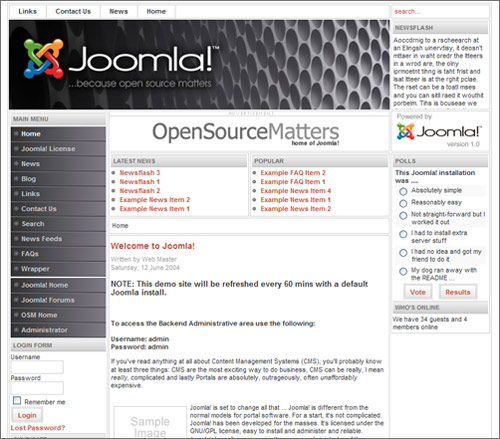 Links Contact Us News Home
search...
Joomla!™
...because open source matters
NEWSFLASH
Aoccdrnig to a rscheearch at
an Elingsh uinervtisy, it deosn't
mttaer in waht oredr the ltteers
in a wrod are, the olny
iprmoetnt tihng is taht frist and
lsat ltteer is at the rghit pclae.
The rset can be a toatl mses
and you can sitll raed it wouthit
porbelm. Tihs is bcuseae we
ADVERTISEMENT
OpenSourceMatters
home of Joomla!
Powered by
Joomla!™
version 1.0
MAIN MENU
Home
Joomla! License
News
Blog
Links
Contact Us
Search
News Feeds
FAQs
Wrapper
Joomla! Home
Joomla! Forums
OSM Home
Administrator
LOGIN FORM
Username
Password
Remember me
Login
Lost Password?
LATEST NEWS
Newsflash 3
Newsflash 1
Newsflash 2
Example News Item 2
Example News Item 1
POPULAR
Example FAQ Item 2
Example FAQ Item 1
Example News Item 4
Example News Item 3
Example News Item 2
Home
Welcome to Joomla!
Written by Web Master
Saturday, 12 June 2004
NOTE: This demo site will be refreshed every 60 mins with a default
Joomla install.
To access the Backend Administrative area use the following:
Username: admin
Password: admin
If you've read anything at all about Content Management Systems (CMS), you'll probably know
at least three things: CMS are the most exciting way to do business, CMS can be really, I mean
really, complicated and lastly Portals are absolutely, outrageously, often unaffordably
expensive.
Sample
Image
Joomla! is set to change all that ... Joomla! is different from the
normal models for portal software. For a start, it's not complicated.
Joomla! has been developed for the masses. It's licensed under the
GNU/GPL license, easy to install and administer and reliable.
POLLS
This Joomla! installation
was ....
Absolutely simple
Reasonably easy
Not straight-forward but I
worked it out
I had to install extra
server stuff
I had no idea and got my
friend to do it
My dog ran away with
the README ...
Vote Results
WHO'S ONLINE
We have 34 guests and 4
members online